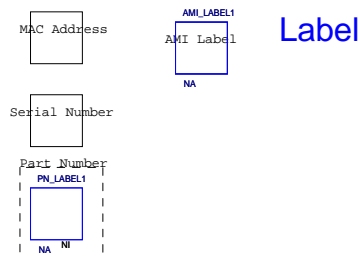 AMI_LABEL1
Label
MAC Address
AMI Label
NA
Serial Number
Part Number
PN_LABEL1
NA
NI